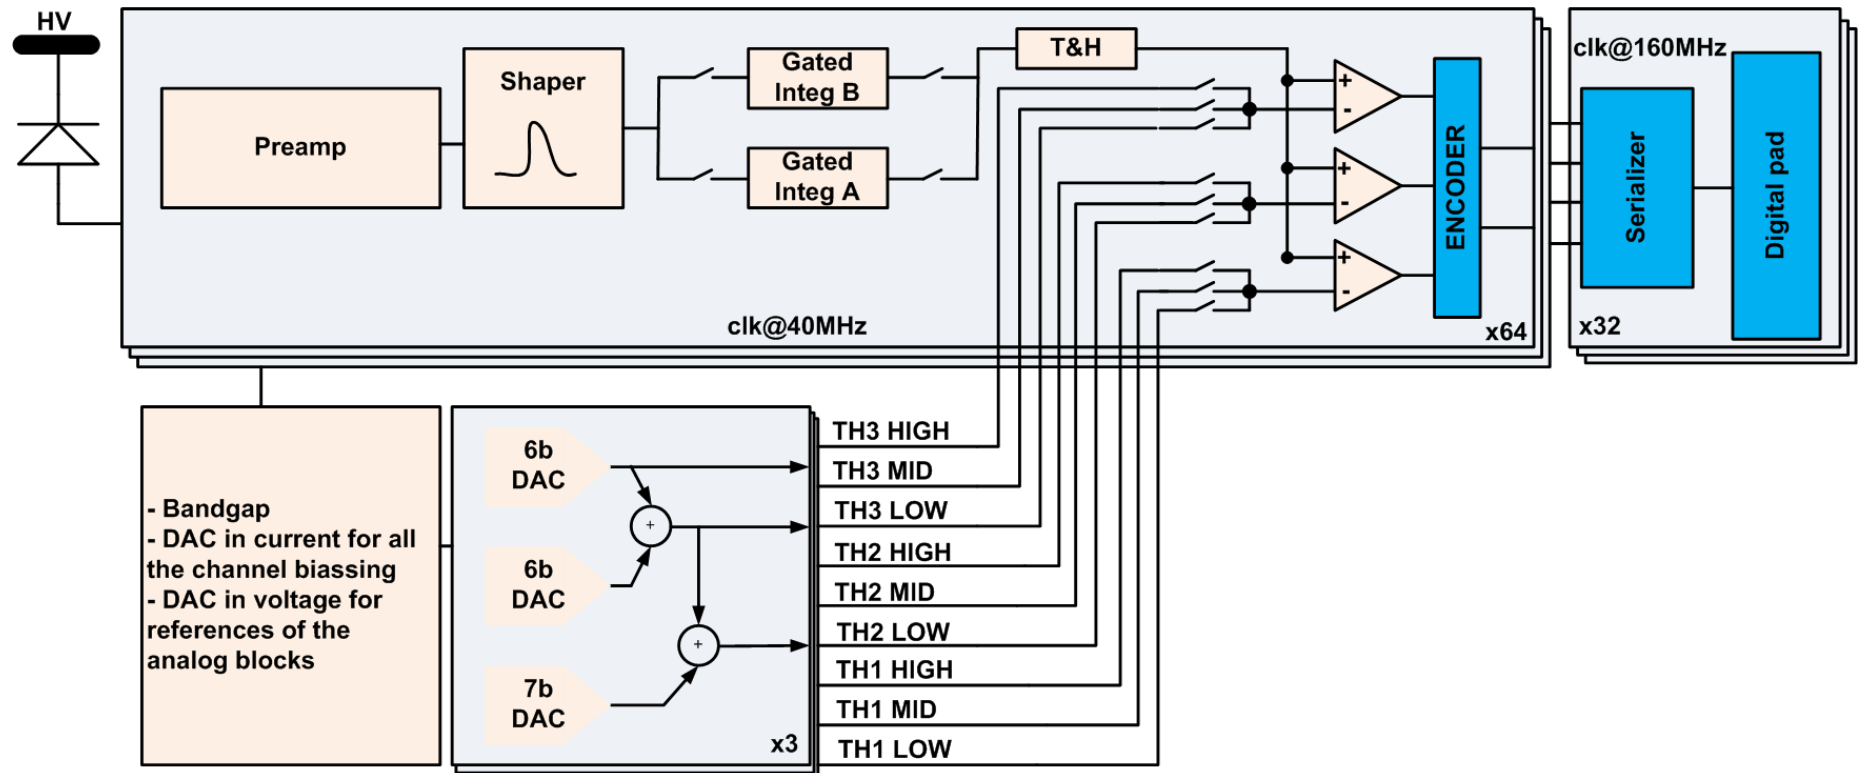 HV
Preamp
Shaper
Gated
Integ B
Gated
Integ A
T&H
+
-
+
-
+
-
ENCODER
clk@40MHz
x64
clk@160MHz
Serializer
Digital pad
x32
- Bandgap
- DAC in current for all
the channel biassing
- DAC in voltage for
references of the
analog blocks
6b
DAC
+
6b
DAC
+
7b
DAC
x3
TH3 HIGH
TH3 MID
TH3 LOW
TH2 HIGH
TH2 MID
TH2 LOW
TH1 HIGH
TH1 MID
TH1 LOW